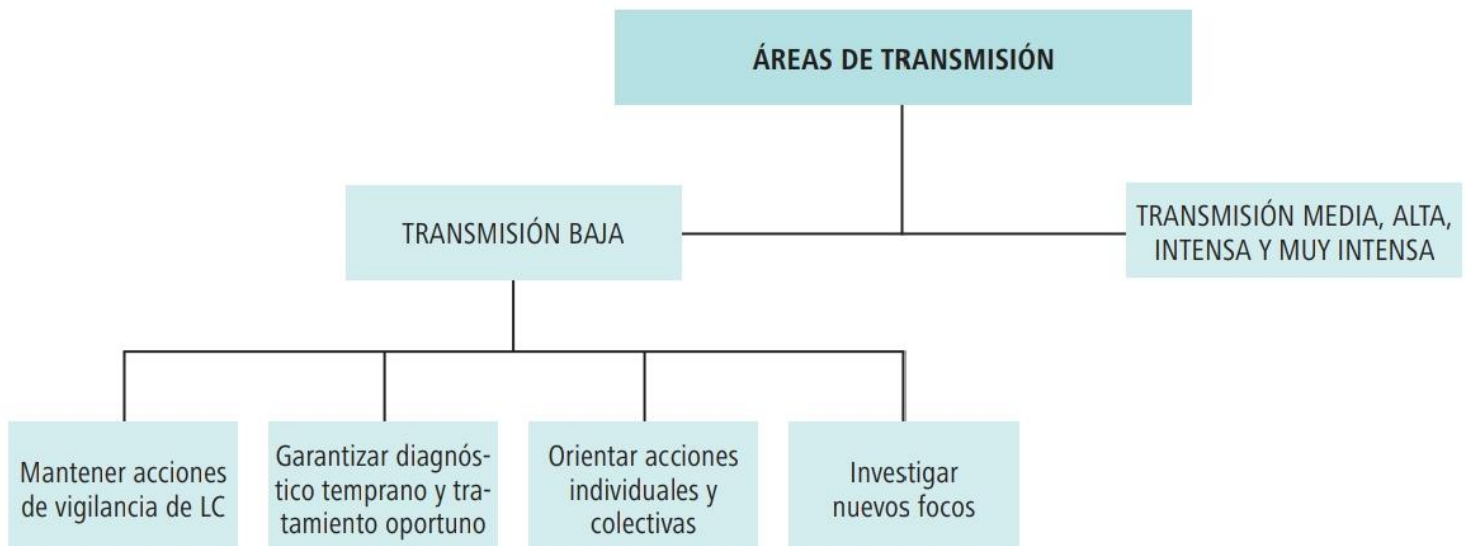 ÁREAS DE TRANSMISIÓN
TRANSMISIÓN BAJA
TRANSMISIÓN MEDIA, ALTA,
INTENSA Y MUY INTENSA
Mantener acciones
de vigilancia de LC
Garantizar diagnós-
tico temprano y tra-
tamiento oportuno
Orientar acciones
individuales y
colectivas
Investigar
nuevos focos